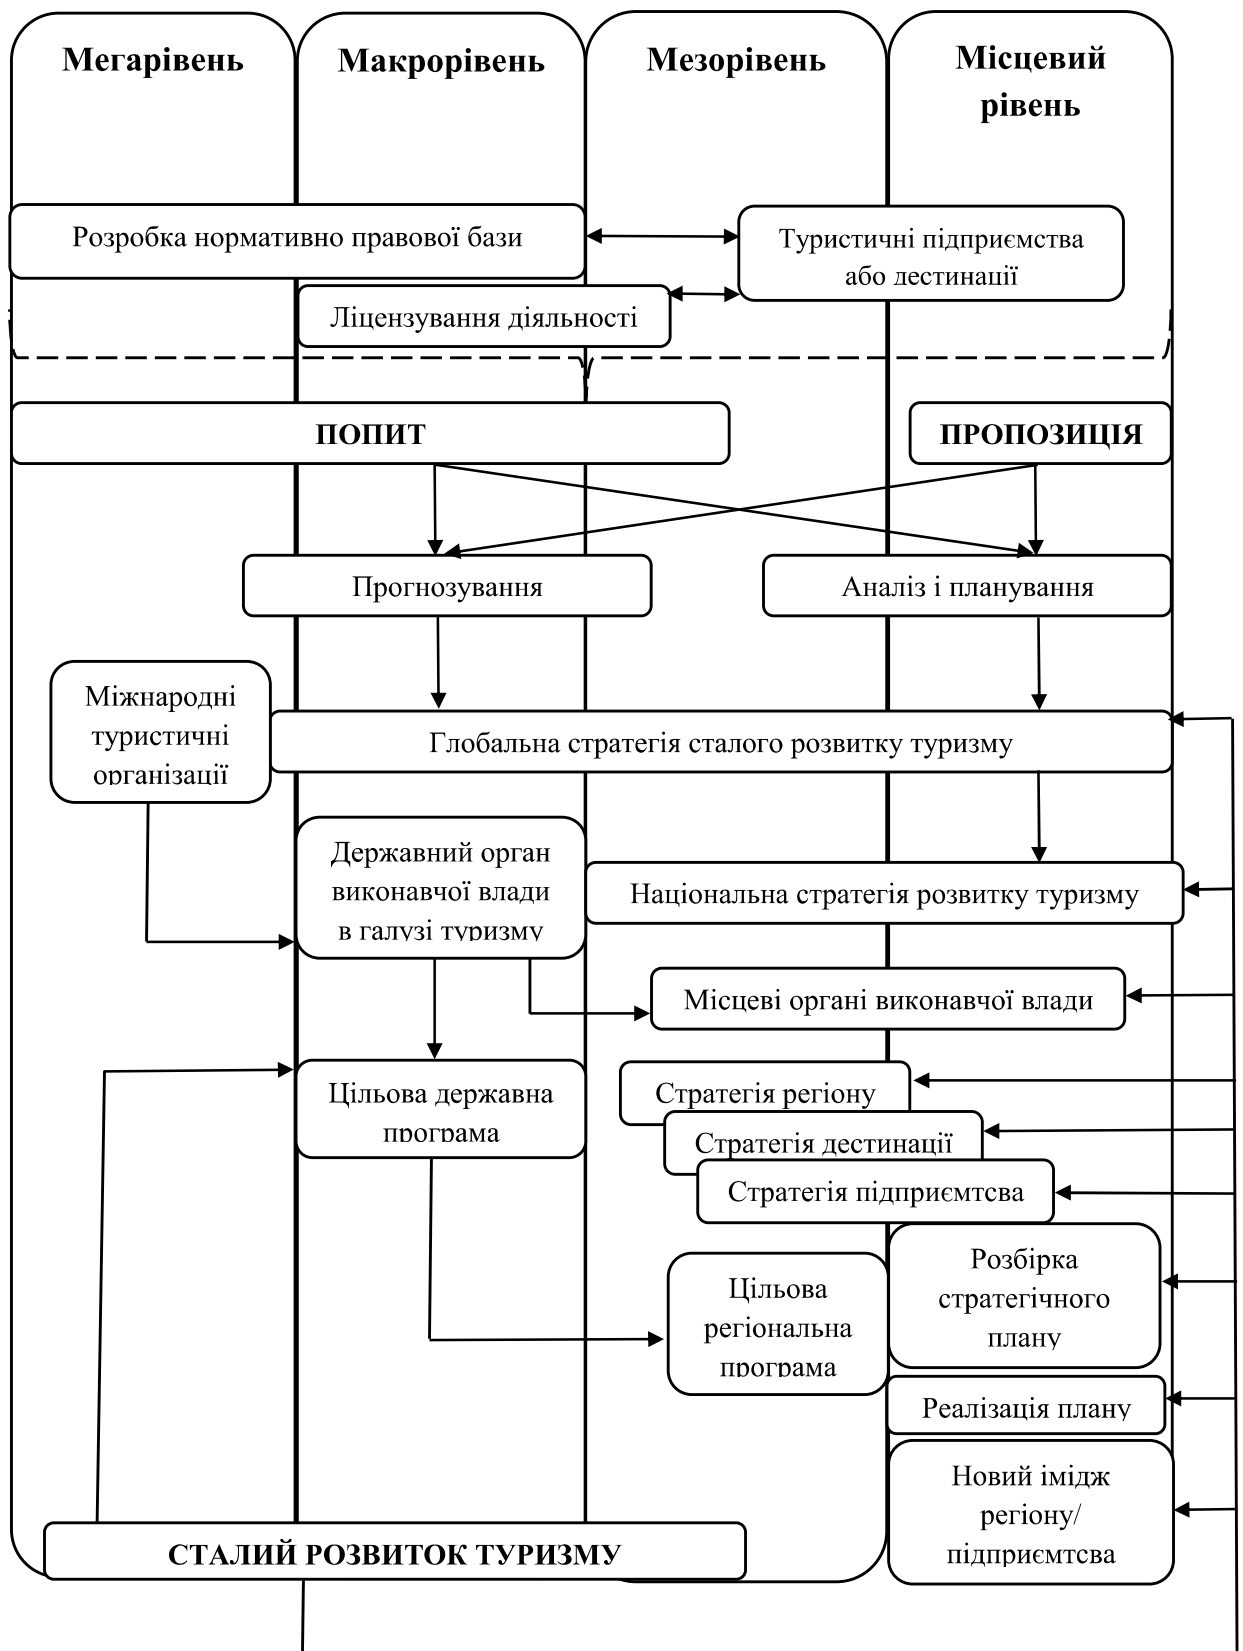 Мегарівень
Макрорівень
Мезорівень
Місцевий
рівень
Розробка нормативно правової бази
Туристичні підприємства
або дестинації
Ліцензування діяльності
ПОПИТ
ПРОПОЗИЦІЯ
Прогнозування
Аналіз і планування
Міжнародні
туристичні
організації
Глобальна стратегія сталого розвитку туризму
Державний орган
виконавчої влади
в галузі туризму
Національна стратегія розвитку туризму
Місцеві органі виконавчої влади
Цільова державна
програма
Стратегія регіону
Стратегія дестинації
Стратегія підприємтсва
Цільова
регіональна
програма
Розбірка
стратегічного
плану
Реалізація плану
Новий імідж
регіону/
підприємтсва
СТАЛИЙ РОЗВИТОК ТУРИЗМУ